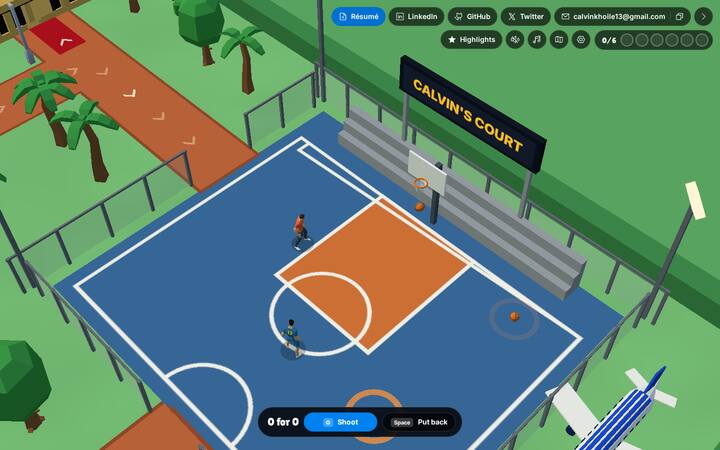 Résumé
LinkedIn
GitHub
Twitter
calvinkhoile13@gmail.com
Highlights
0/6
CALVIN'S COURT
0 for 0
Shoot
Space
Put back